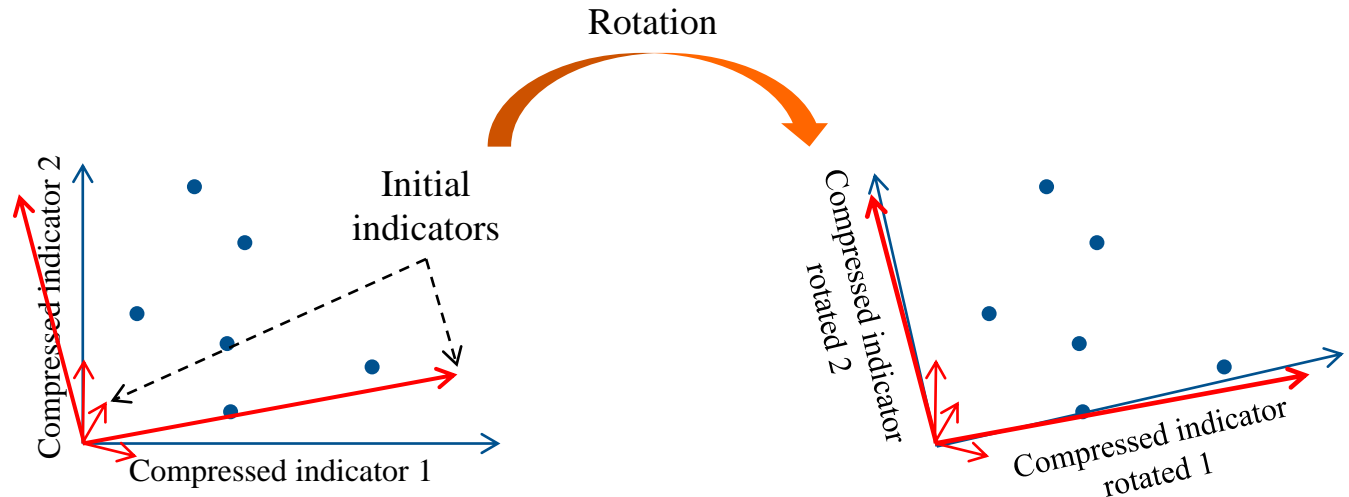 Rotation
Initial
indicators
Compressed indicator 2
Compressed indicator 1
Compressed indicator
rotated 2
Compressed indicator
rotated 1